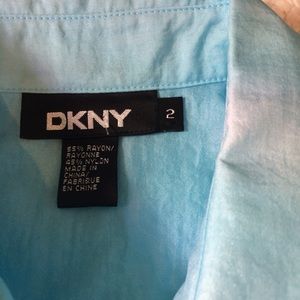 DKNY
2
55% RAYON/
RAYONNE
45% NYLON
MADE IN
CHINA/
FABRIQUE
EN CHINE